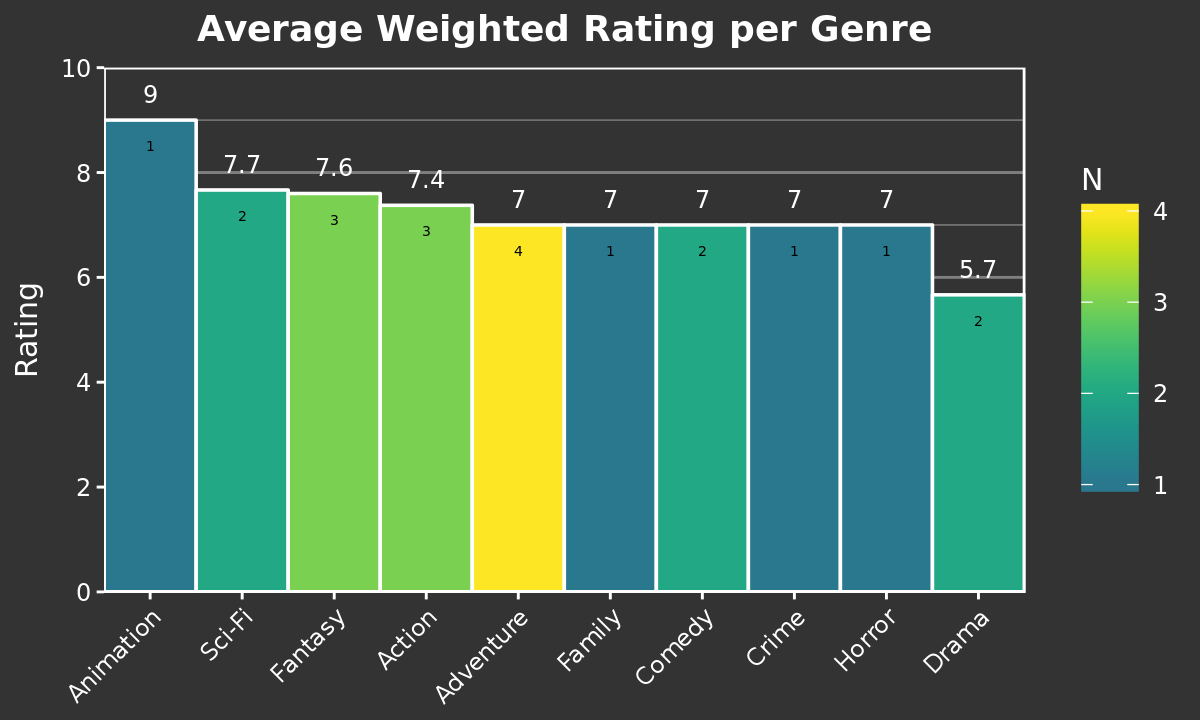 Average Weighted Rating per Genre
10
8
6
4
2
0
Rating
9
7.7
7.6
7.4
7
7
7
7
7
5.7
1
2
3
3
4
1
2
1
1
2
Animation
Sci-Fi
Fantasy
Action
Adventure
Family
Comedy
Crime
Horror
Drama
N
4
3
2
1